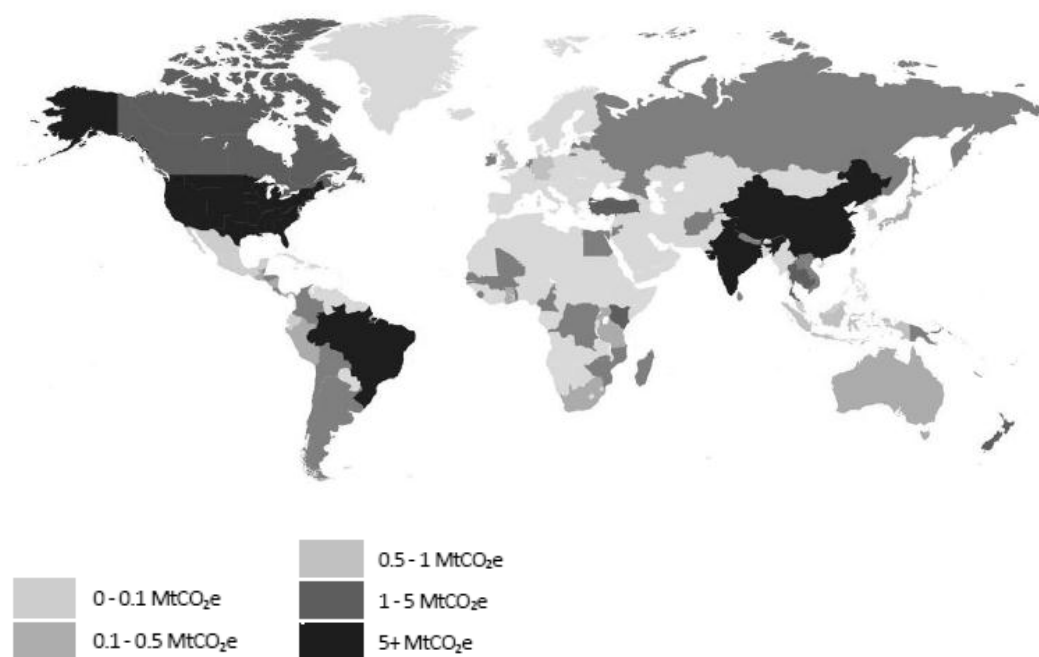 0 - 0.1 MtCO₂e
0.1 - 0.5 MtCO₂e
0.5 - 1 MtCO₂e
1 - 5 MtCO₂e
5+ MtCO₂e